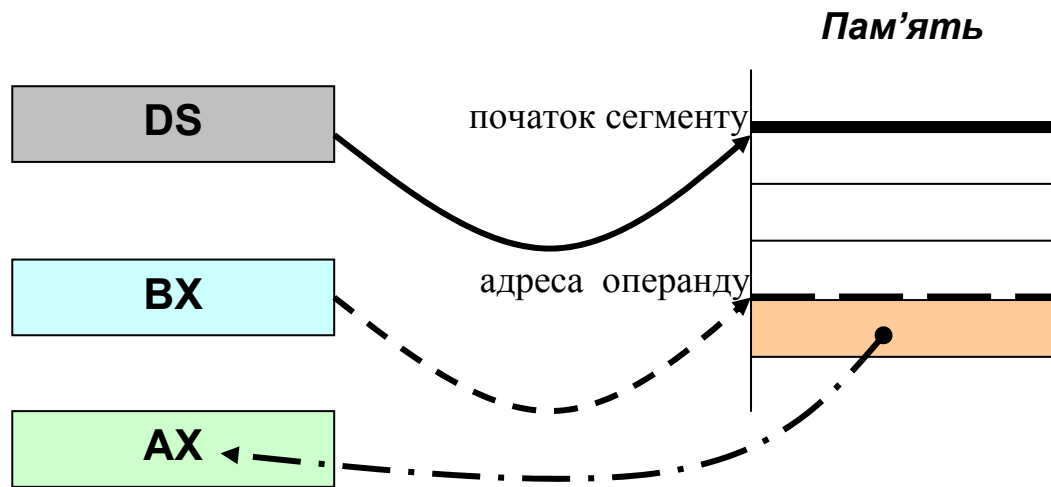 Пам’ять
DS
початок сегменту
BX
адреса операнду
AX